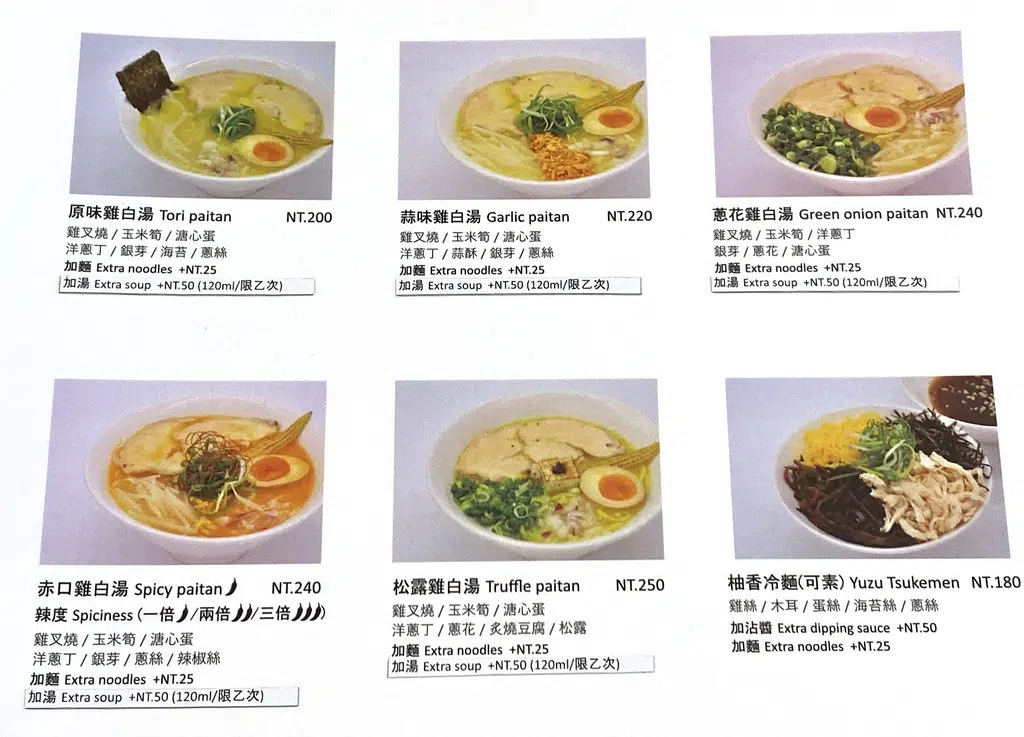 原味雞白湯 Tori paitan NT.200
雞叉燒 / 玉米筍 / 溏心蛋
洋蔥丁 / 銀芽 / 海苔 / 蔥絲
加麵 Extra noodles +NT.25
加湯 Extra soup +NT.50 (120ml/限乙次)
蒜味雞白湯 Garlic paitan NT.220
雞叉燒 / 玉米筍 / 溏心蛋
洋蔥丁 / 蒜酥 / 銀芽 / 蔥絲
加麵 Extra noodles +NT.25
加湯 Extra soup +NT.50 (120ml/限乙次)
蔥花雞白湯 Green onion paitan NT.240
雞叉燒 / 玉米筍 / 洋蔥丁
銀芽 / 蔥花 / 溏心蛋
加麵 Extra noodles +NT.25
加湯 Extra soup +NT.50 (120ml/限乙次)
赤口雞白湯 Spicy paitan NT.240
辣度 Spiciness (一倍/兩倍/三倍)
雞叉燒 / 玉米筍 / 溏心蛋
洋蔥丁 / 銀芽 / 蔥絲 / 辣椒絲
加麵 Extra noodles +NT.25
加湯 Extra soup +NT.50 (120ml/限乙次)
松露雞白湯 Truffle paitan NT.250
雞叉燒 / 玉米筍 / 溏心蛋
洋蔥丁 / 蔥花 / 炙燒豆腐 / 松露
加麵 Extra noodles +NT.25
加湯 Extra soup +NT.50 (120ml/限乙次)
柚香冷麵(可素) Yuzu Tsukemen NT.180
雞絲 / 木耳 / 蛋絲 / 海苔絲 / 蔥絲
加沾醬 Extra dipping sauce +NT.50
加麵 Extra noodles +NT.25